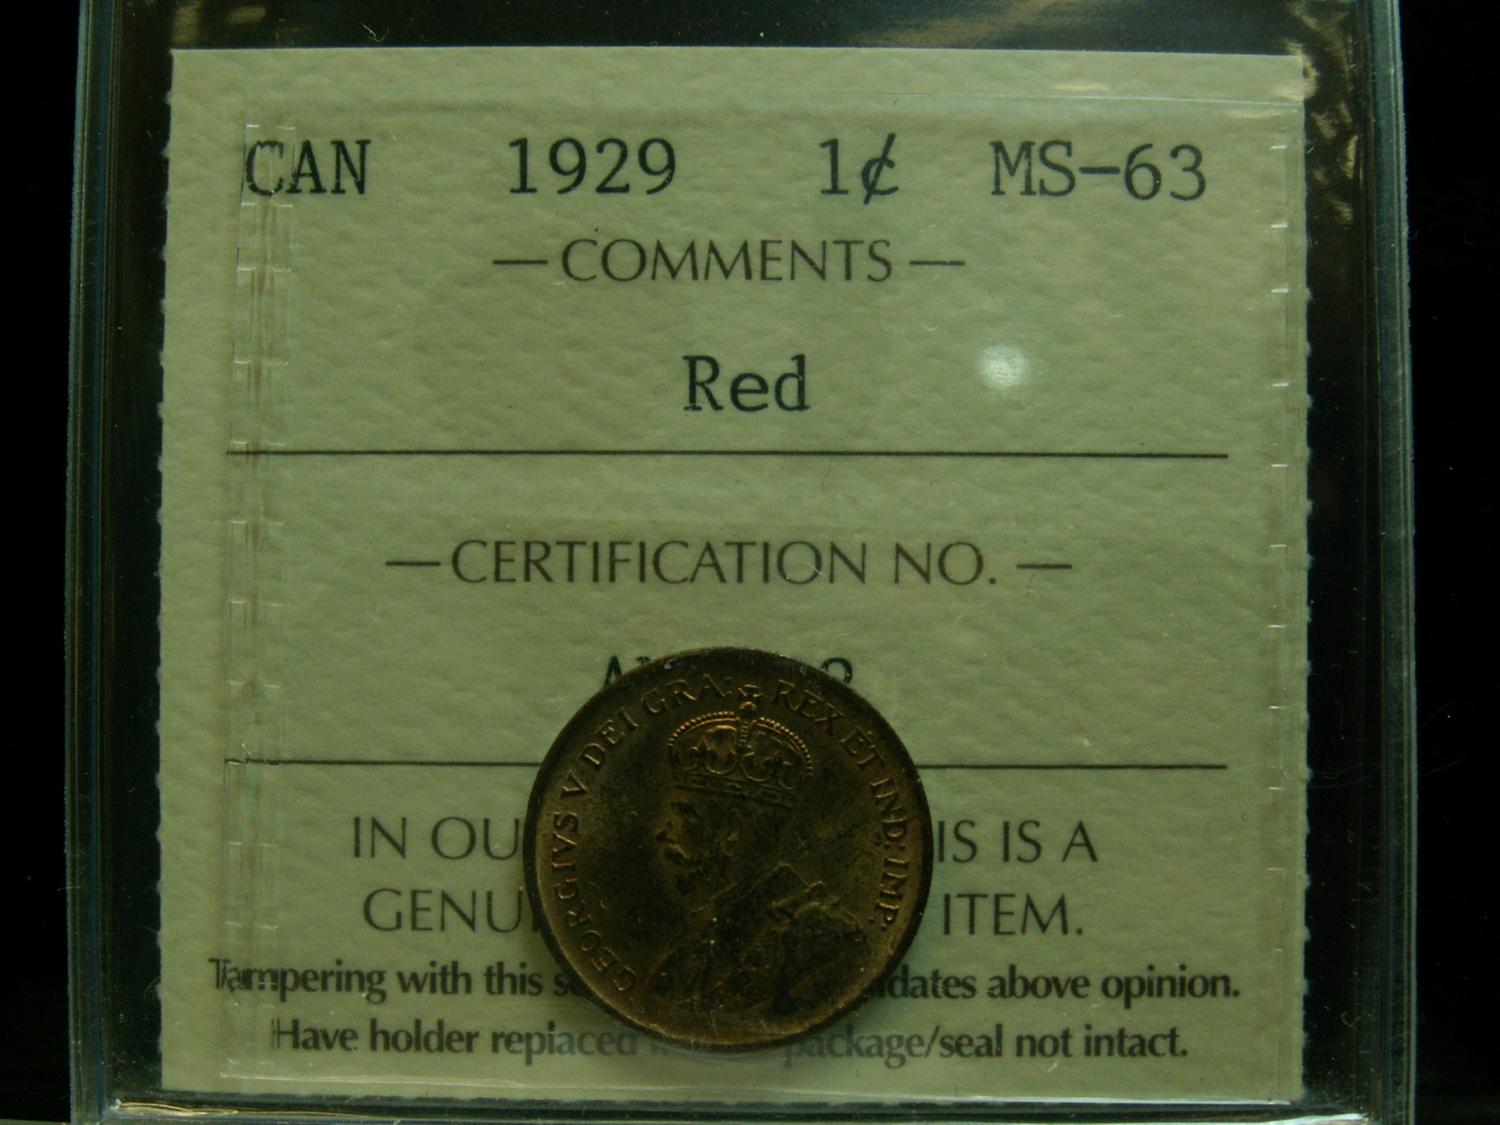 CAN 1929 1¢ MS-63
— COMMENTS —
Red
— CERTIFICATION NO. —
GEORGIVS V DEI GRA: REX ET IND: IMP:
IN OU IS IS A
GENU ITEM.
Tampering with this dates above opinion.
Have holder replaced package/seal not intact.